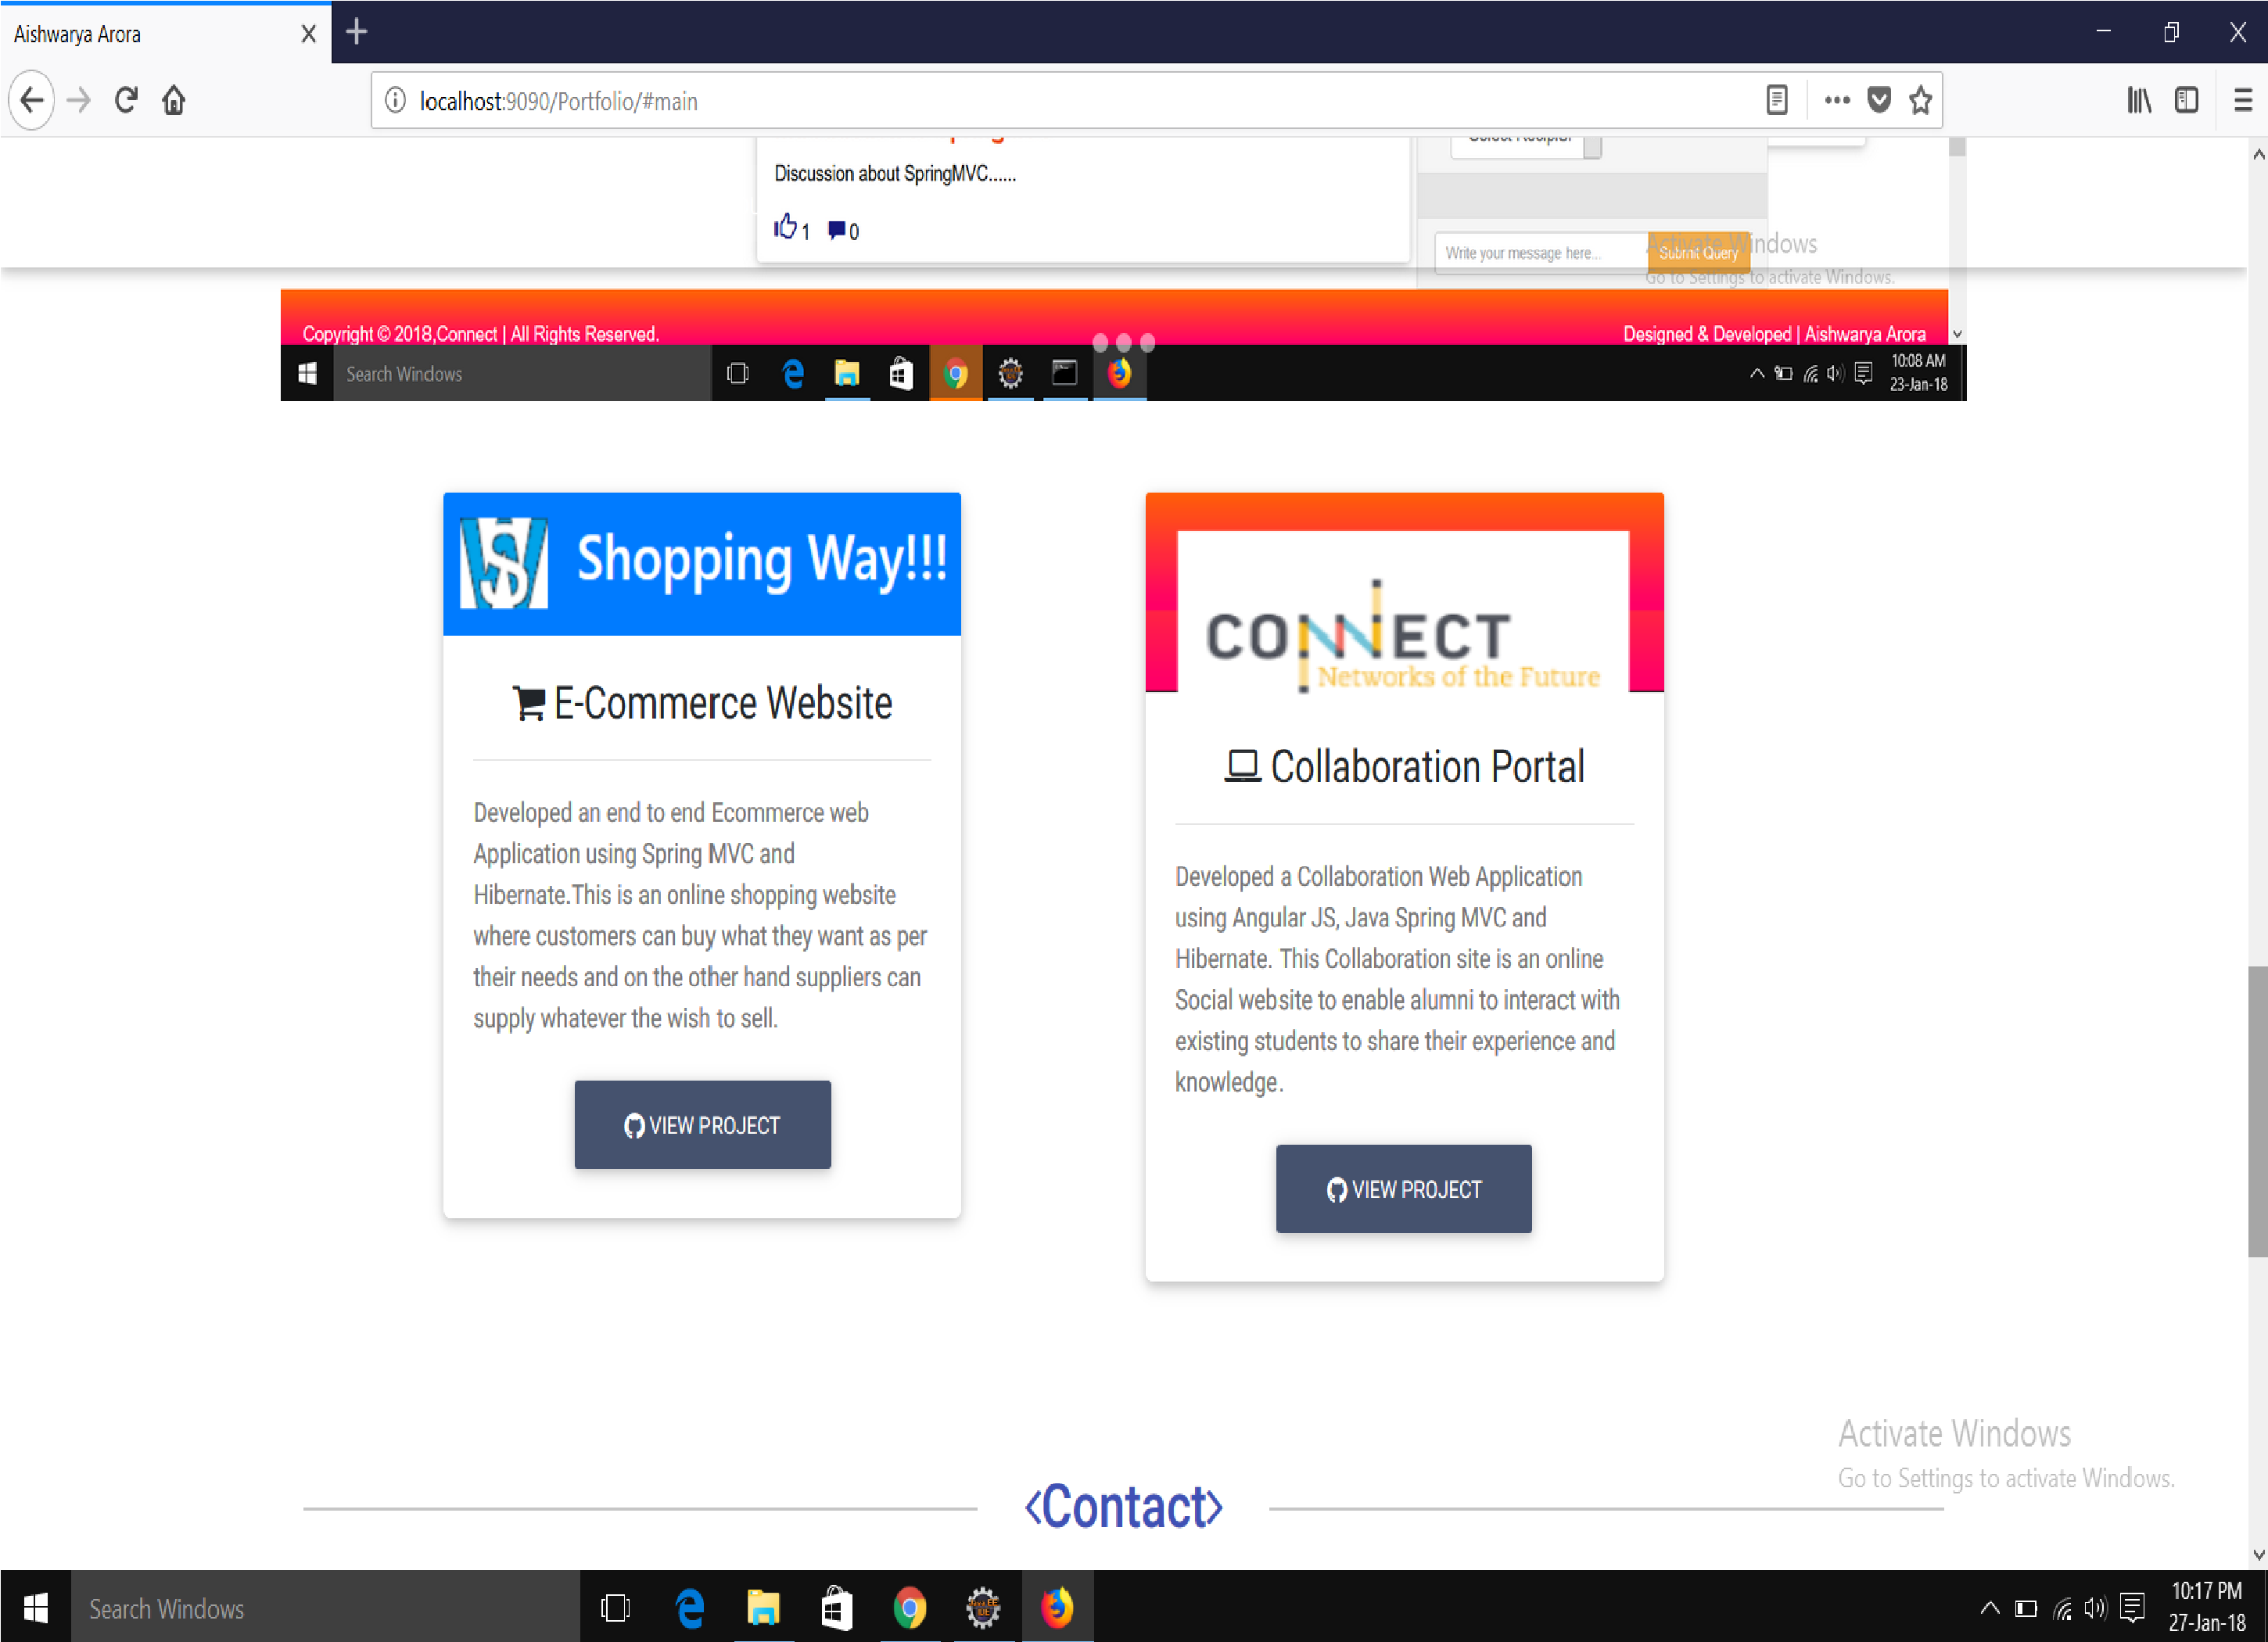 Aishwarya Arora
localhost:9090/Portfolio/#main
Discussion about SpringMVC......
1 0
Write your message here...
Submit Query
Activate Windows
Go to Settings to activate Windows.
Copyright © 2018,Connect | All Rights Reserved.
Designed & Developed | Aishwarya Arora
Search Windows
10:08 AM
23-Jan-18
Shopping Way!!!
E-Commerce Website
Developed an end to end Ecommerce web
Application using Spring MVC and
Hibernate.This is an online shopping website
where customers can buy what they want as per
their needs and on the other hand suppliers can
supply whatever the wish to sell.
VIEW PROJECT
CONNECT
Networks of the Future
Collaboration Portal
Developed a Collaboration Web Application
using Angular JS, Java Spring MVC and
Hibernate. This Collaboration site is an online
Social website to enable alumni to interact with
existing students to share their experience and
knowledge.
VIEW PROJECT
Activate Windows
Go to Settings to activate Windows.
<Contact>
Search Windows
10:17 PM
27-Jan-18